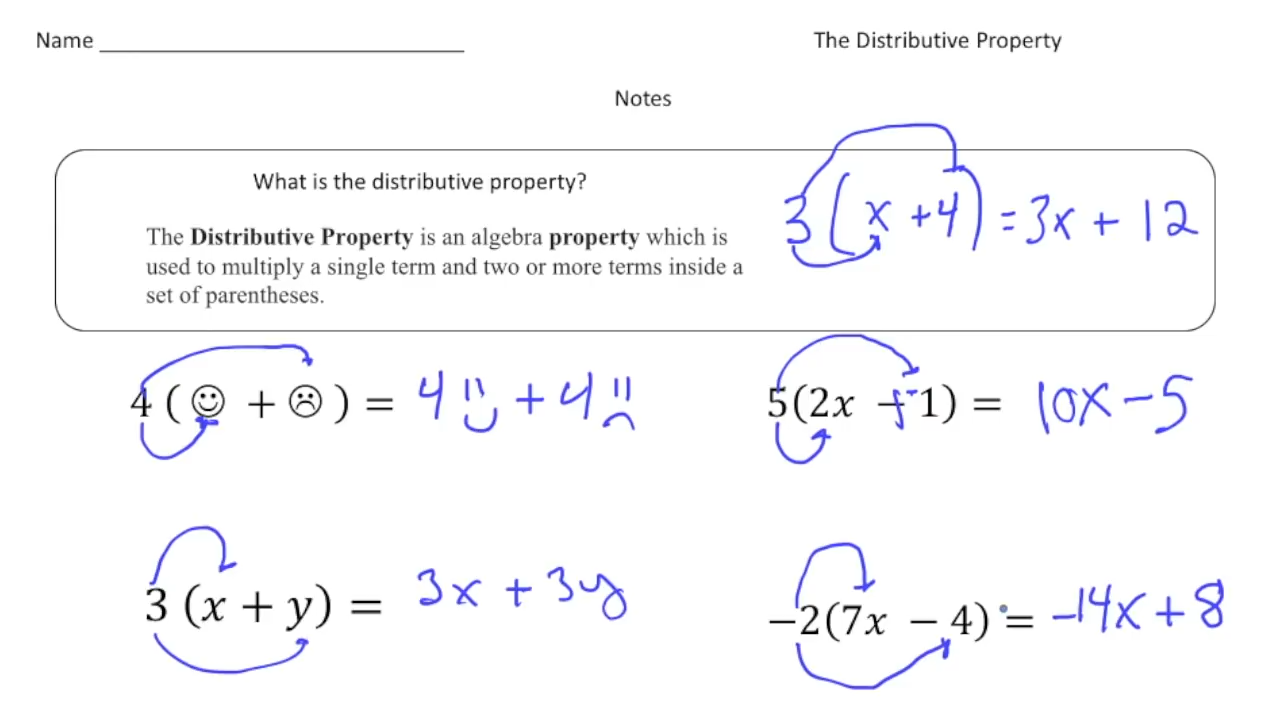 Name ____________________ The Distributive Property
Notes
What is the distributive property?
The Distributive Property is an algebra property which is
used to multiply a single term and two or more terms inside a
set of parentheses.
3(x+4) = 3x + 12
4(☺ + ☹) = 4☺ + 4☹
5(2x +-1) = 10x - 5
3(x + y) = 3x + 3y
−2(7x − 4) = -14x + 8